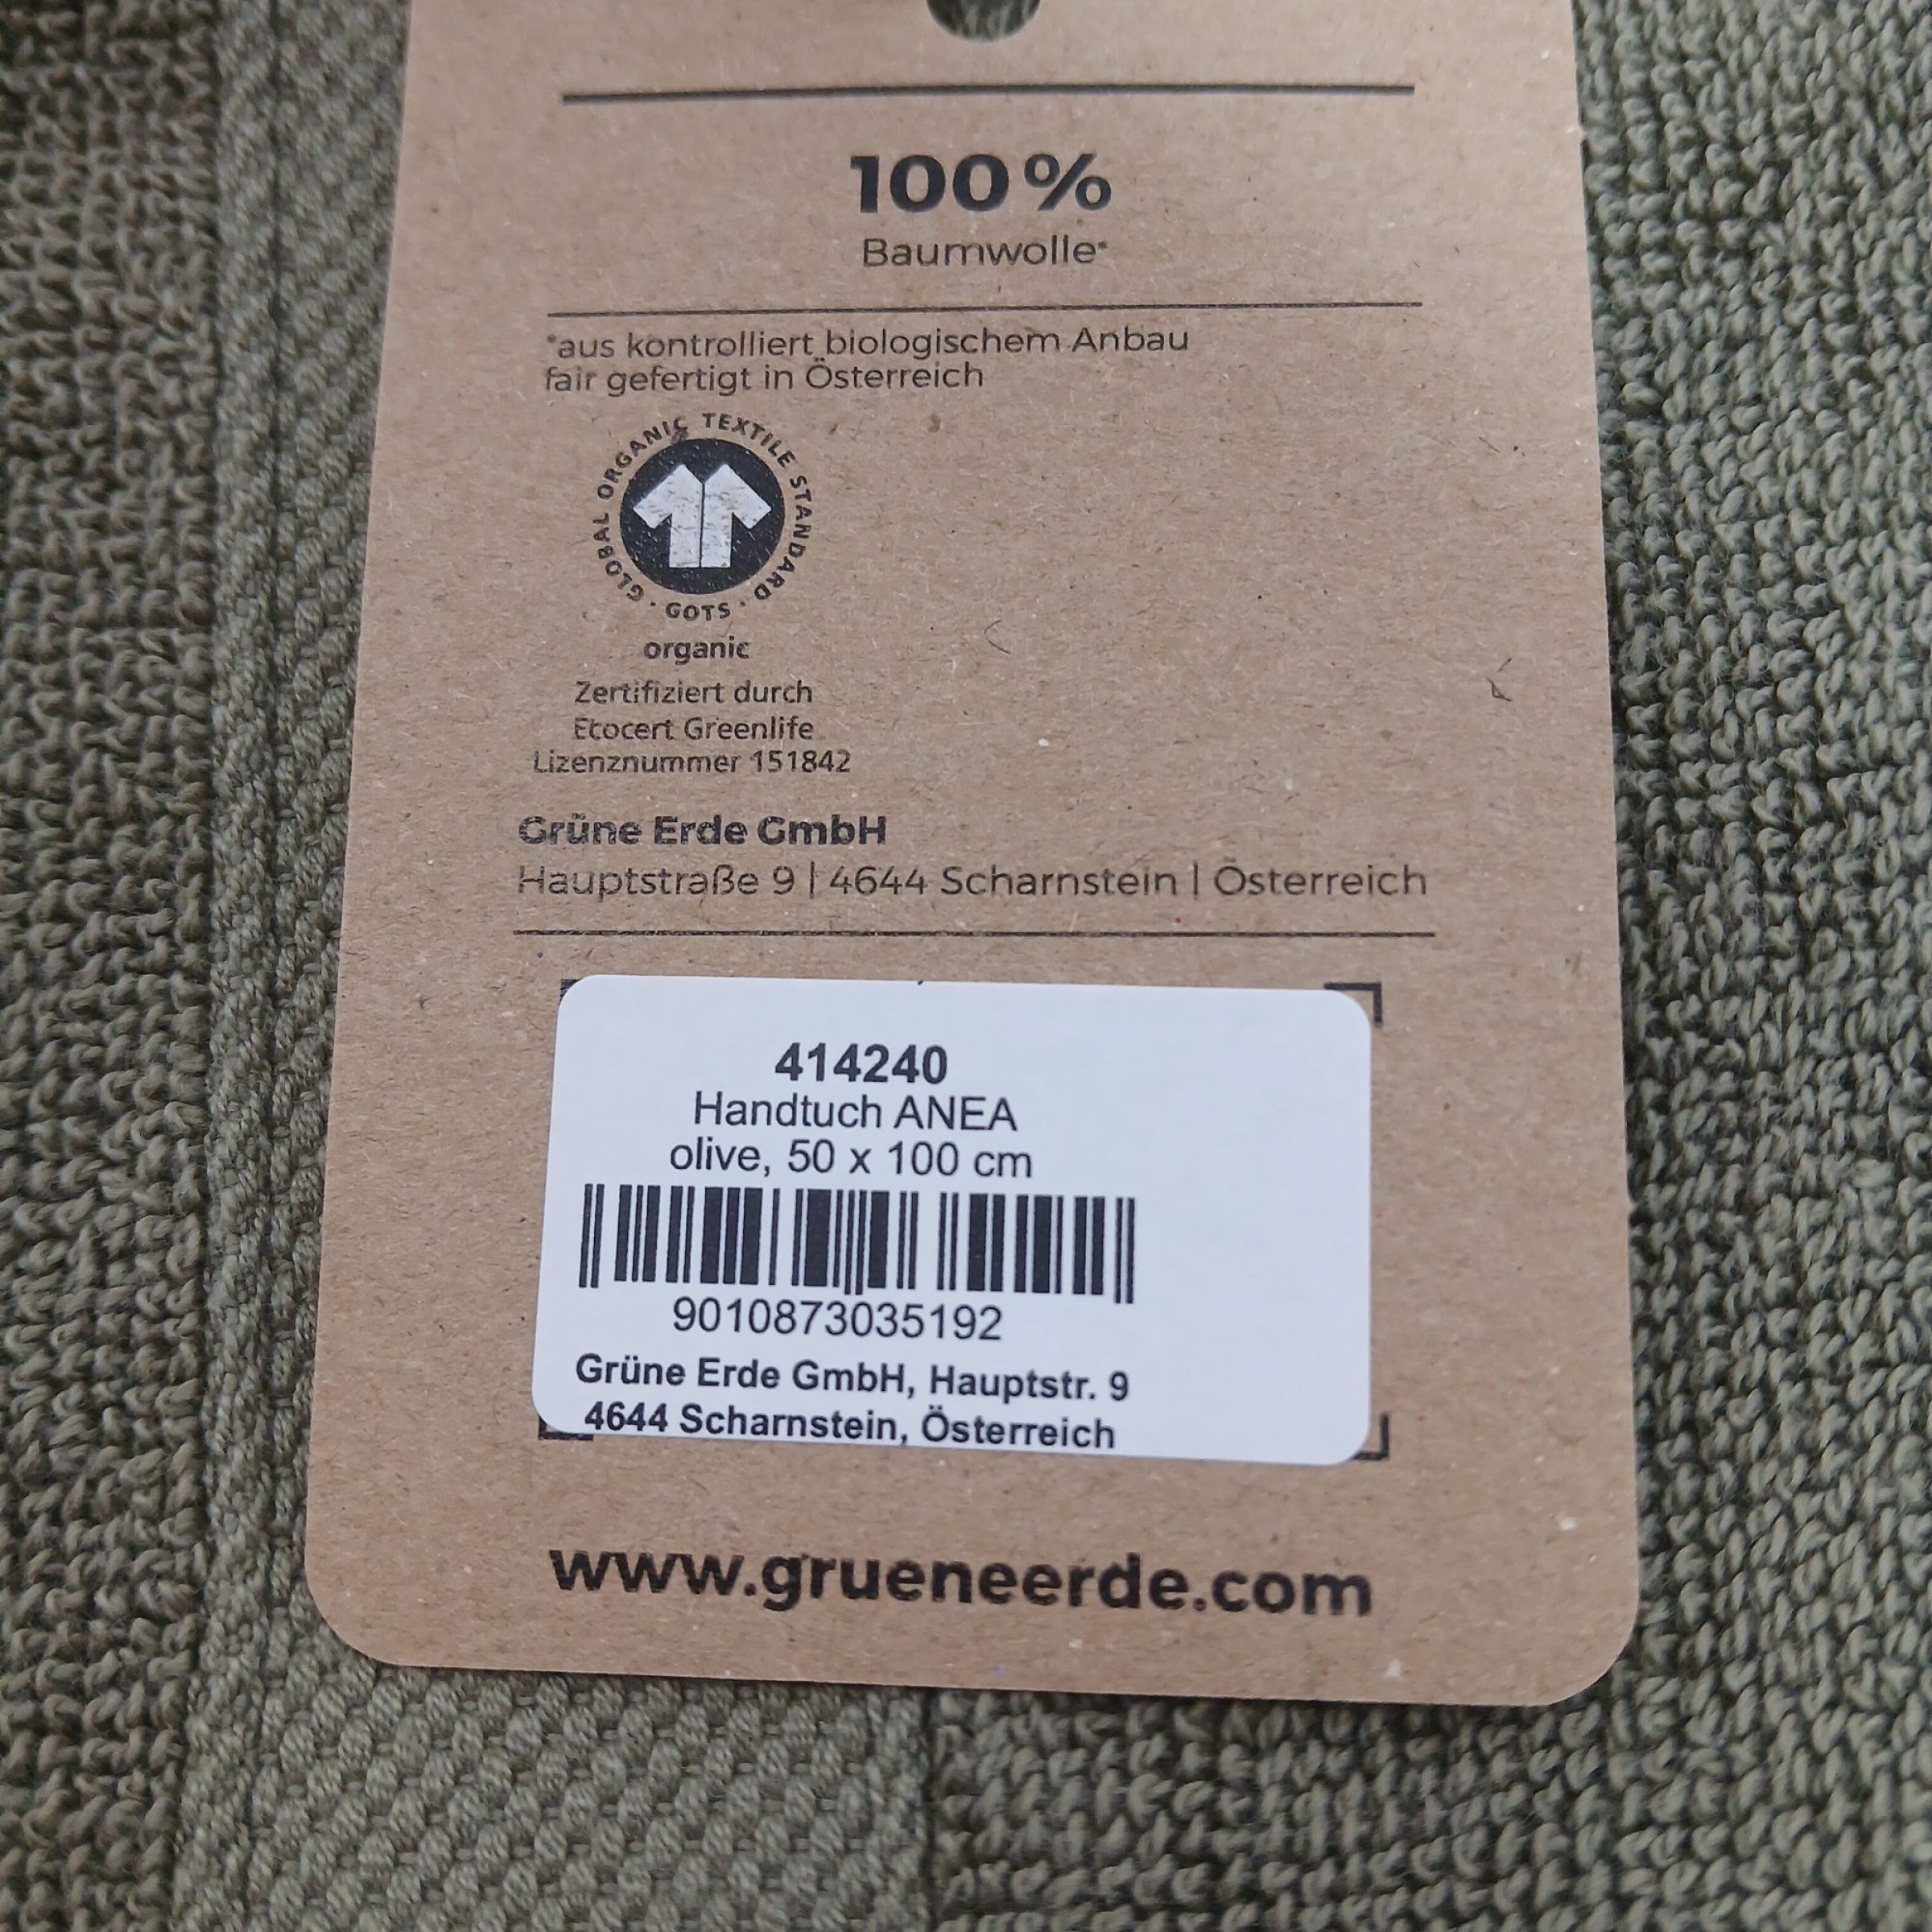 100%
Baumwolle*
*aus kontrolliert biologischem Anbau
fair gefertigt in Österreich
GLOBAL ORGANIC TEXTILE STANDARD · GOTS ·
organic
Zertifiziert durch
Ecocert Greenlife
Lizenznummer 151842
Grüne Erde GmbH
Hauptstraße 9 | 4644 Scharnstein | Österreich
414240
Handtuch ANEA
olive, 50 x 100 cm
9010873035192
Grüne Erde GmbH, Hauptstr. 9
4644 Scharnstein, Österreich
www.grueneerde.com